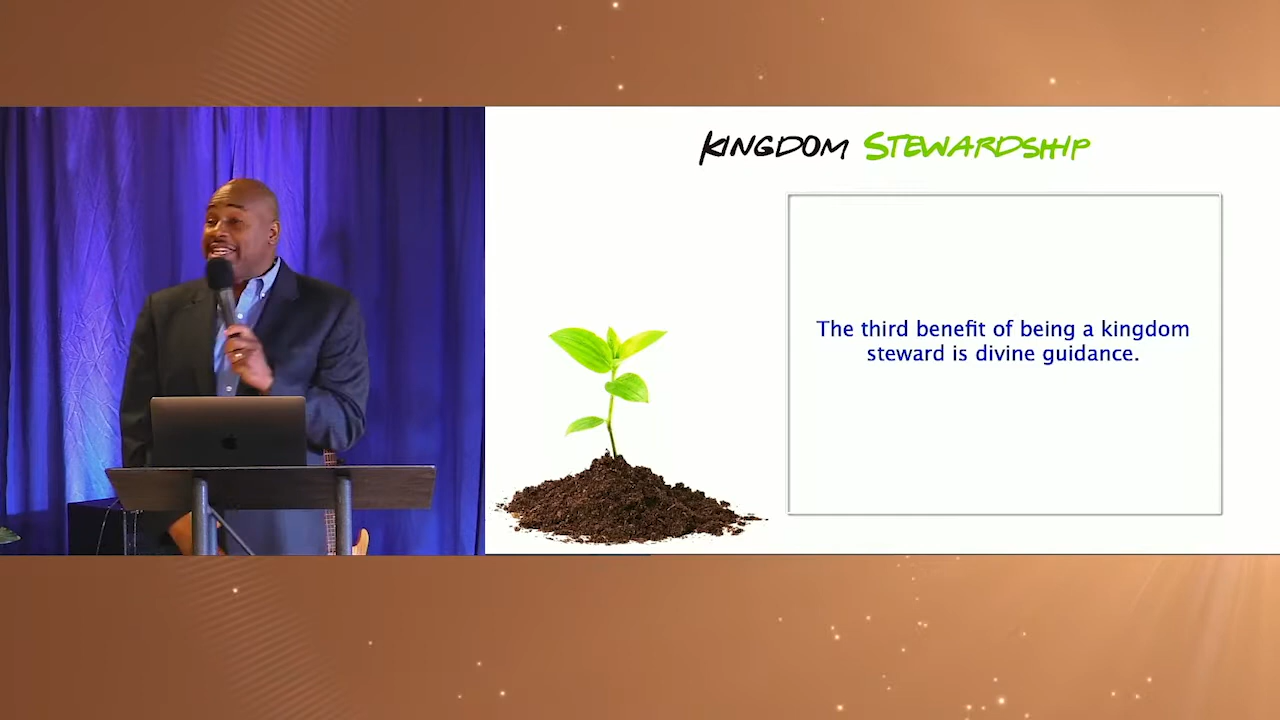 KINGDOM STEWARDSHIP
The third benefit of being a kingdom
steward is divine guidance.